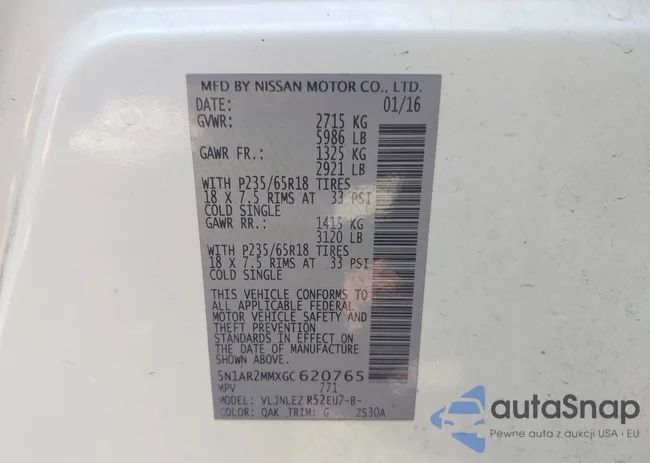 MFD BY NISSAN MOTOR CO., LTD.
DATE: 01/16
GVWR: 2715 KG
5986 LB
GAWR FR.: 1325 KG
2921 LB
WITH P235/65R18 TIRES
18 X 7.5 RIMS AT 33 PSI
COLD SINGLE
GAWR RR.: 1415 KG
3120 LB
WITH P235/65R18 TIRES
18 X 7.5 RIMS AT 33 PSI
COLD SINGLE
THIS VEHICLE CONFORMS TO
ALL APPLICABLE FEDERAL
MOTOR VEHICLE SAFETY AND
THEFT PREVENTION
STANDARDS IN EFFECT ON
THE DATE OF MANUFACTURE
SHOWN ABOVE.
5N1AR2MMXGC620765
MPV 771
MODEL: VLJNLEZ R52EU7-B-
COLOR: QAK TRIM: G ZS30A
autaSnap
Pewne auto z aukcji USA i EU